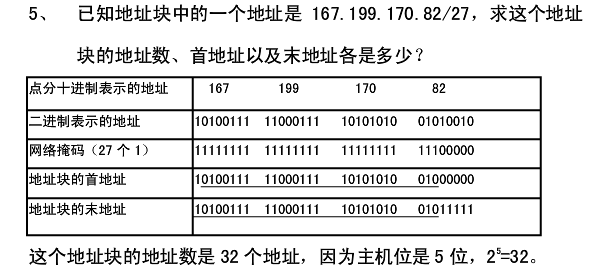 5、 已知地址块中的一个地址是 167.199.170.82/27，求这个地址
块的地址数、首地址以及末地址各是多少？
点分十进制表示的地址 167 199 170 82
二进制表示的地址 10100111 11000111 10101010 01010010
网络掩码（27 个 1） 11111111 11111111 11111111 11100000
地址块的首地址 10100111 11000111 10101010 01000000
地址块的末地址 10100111 11000111 10101010 01011111
这个地址块的地址数是 32 个地址，因为主机位是 5 位，2⁵=32。